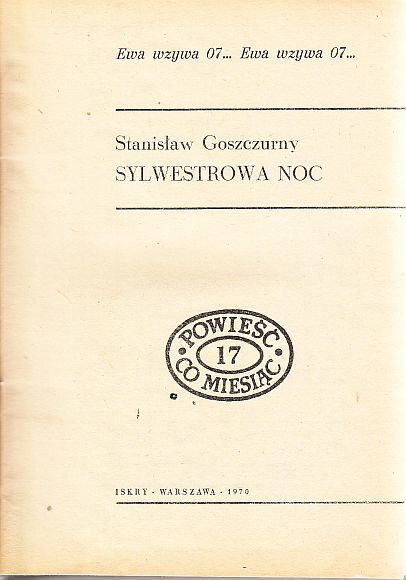 Ewa wzywa 07... Ewa wzywa 07...
Stanisław Goszczurny
SYLWESTROWA NOC
POWIEŚĆ
17
CO MIESIĄC
ISKRY - WARSZAWA - 1970